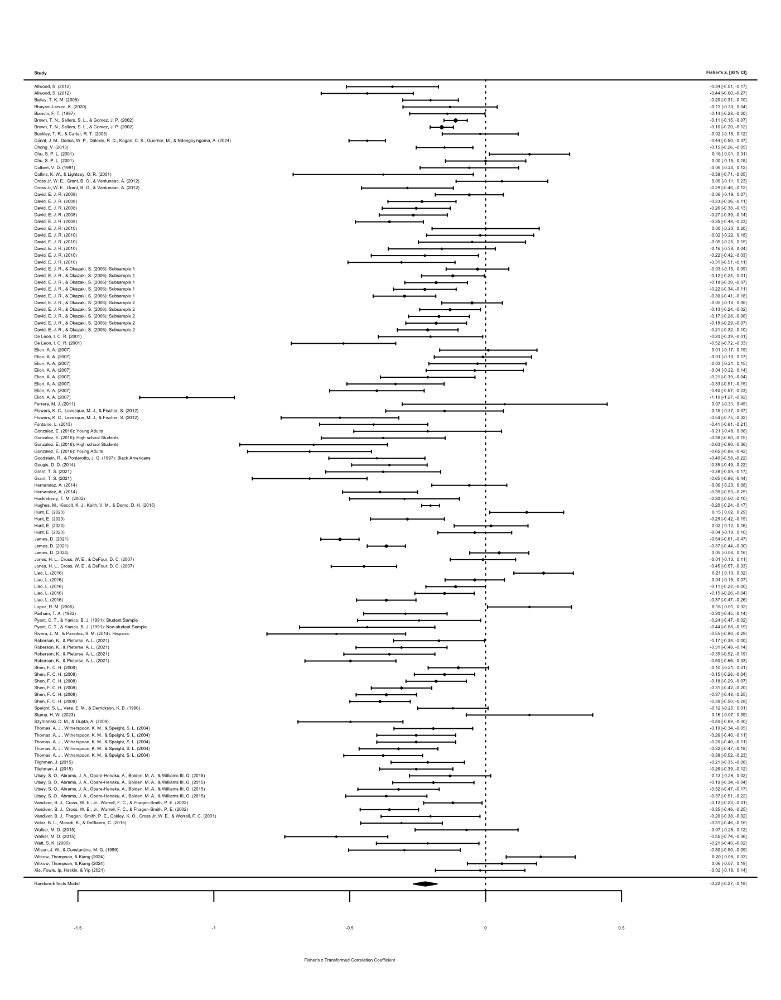 Study Fisher's zr [95% CI]
Allwood, S. (2012) -0.34 [-0.51, -0.17]
Allwood, S. (2012) -0.44 [-0.60, -0.27]
Bailey, T. K. M. (2008) -0.20 [-0.31, -0.10]
Bhayani-Larsen, K. (2020) -0.13 [-0.30, 0.04]
Bianchi, F. T. (1997) -0.14 [-0.28, -0.00]
Brown, T. N., Sellers, S. L., & Gomez, J. P. (2002) -0.11 [-0.15, -0.07]
Brown, T. N., Sellers, S. L., & Gomez, J. P. (2002) -0.16 [-0.20, -0.12]
Buckley, T. R., & Carter, R. T. (2005) -0.02 [-0.16, 0.12]
Cénat, J. M., Darius, W. P., Dalexis, R. D., Kogan, C. S., Guerrier, M., & Ndengeyingoma, A. (2024) -0.44 [-0.50, -0.37]
Chong, V. (2013) -0.15 [-0.26, -0.05]
Chu, S. P. L. (2001) 0.16 [ 0.01, 0.31]
Chu, S. P. L. (2001) 0.00 [-0.15, 0.15]
Colbert, V. D. (1991) -0.06 [-0.24, 0.12]
Collins, K. W., & Lightsey, O. R. (2001) -0.38 [-0.71, -0.05]
Cross Jr, W. E., Grant, B. O., & Ventuneac, A. (2012) 0.06 [-0.11, 0.23]
Cross Jr, W. E., Grant, B. O., & Ventuneac, A. (2012) -0.29 [-0.46, -0.12]
David, E. J. R. (2008) -0.06 [-0.19, 0.07]
David, E. J. R. (2008) -0.23 [-0.36, -0.11]
David, E. J. R. (2008) -0.26 [-0.38, -0.13]
David, E. J. R. (2008) -0.27 [-0.39, -0.14]
David, E. J. R. (2008) -0.35 [-0.48, -0.23]
David, E. J. R. (2010) 0.00 [-0.20, 0.20]
David, E. J. R. (2010) -0.02 [-0.22, 0.18]
David, E. J. R. (2010) -0.05 [-0.25, 0.15]
David, E. J. R. (2010) -0.16 [-0.36, 0.04]
David, E. J. R. (2010) -0.22 [-0.42, -0.03]
David, E. J. R. (2010) -0.31 [-0.51, -0.11]
David, E. J. R., & Okazaki, S. (2006): Subsample 1 -0.03 [-0.15, 0.09]
David, E. J. R., & Okazaki, S. (2006): Subsample 1 -0.12 [-0.24, -0.01]
David, E. J. R., & Okazaki, S. (2006): Subsample 1 -0.18 [-0.30, -0.07]
David, E. J. R., & Okazaki, S. (2006): Subsample 1 -0.22 [-0.34, -0.11]
David, E. J. R., & Okazaki, S. (2006): Subsample 1 -0.30 [-0.41, -0.18]
David, E. J. R., & Okazaki, S. (2006): Subsample 2 -0.05 [-0.16, 0.06]
David, E. J. R., & Okazaki, S. (2006): Subsample 2 -0.13 [-0.24, -0.02]
David, E. J. R., & Okazaki, S. (2006): Subsample 2 -0.17 [-0.28, -0.06]
David, E. J. R., & Okazaki, S. (2006): Subsample 2 -0.18 [-0.29, -0.07]
David, E. J. R., & Okazaki, S. (2006): Subsample 2 -0.21 [-0.32, -0.10]
De Leon, I. C. R. (2001) -0.20 [-0.39, -0.01]
De Leon, I. C. R. (2001) -0.52 [-0.72, -0.33]
Elion, A. A. (2007) 0.01 [-0.17, 0.19]
Elion, A. A. (2007) -0.01 [-0.19, 0.17]
Elion, A. A. (2007) -0.03 [-0.21, 0.15]
Elion, A. A. (2007) -0.04 [-0.22, 0.14]
Elion, A. A. (2007) -0.21 [-0.39, -0.04]
Elion, A. A. (2007) -0.33 [-0.51, -0.15]
Elion, A. A. (2007) -0.40 [-0.57, -0.23]
Elion, A. A. (2007) -1.10 [-1.27, -0.92]
Ferrera, M. J. (2011) 0.07 [-0.31, 0.45]
Flowers, K. C., Levesque, M. J., & Fischer, S. (2012) -0.15 [-0.37, 0.07]
Flowers, K. C., Levesque, M. J., & Fischer, S. (2012) -0.54 [-0.75, -0.32]
Fontaine, L. (2013) -0.41 [-0.61, -0.21]
Gonzalez, E. (2016): Young Adults -0.21 [-0.48, 0.06]
Gonzalez, E. (2016): High school Students -0.38 [-0.60, -0.15]
Gonzalez, E. (2016): High school Students -0.63 [-0.90, -0.36]
Gonzalez, E. (2016): Young Adults -0.65 [-0.88, -0.42]
Goodstein, R., & Ponterotto, J. G. (1997): Black Americans -0.40 [-0.58, -0.22]
Gougis, D. D. (2014) -0.35 [-0.49, -0.22]
Grant, T. S. (2021) -0.38 [-0.59, -0.17]
Grant, T. S. (2021) -0.65 [-0.86, -0.44]
Hernandez, A. (2014) -0.06 [-0.20, 0.08]
Hernandez, A. (2014) -0.39 [-0.53, -0.25]
Huckleberry, T. M. (2002) -0.30 [-0.50, -0.10]
Hughes, M., Kiecolt, K. J., Keith, V. M., & Demo, D. H. (2015) -0.20 [-0.24, -0.17]
Hunt, E. (2023) 0.15 [ 0.02, 0.29]
Hunt, E. (2023) -0.29 [-0.42, -0.15]
Hunt, E. (2023) 0.02 [-0.12, 0.16]
Hunt, E. (2023) -0.04 [-0.18, 0.10]
James, D. (2021) -0.54 [-0.61, -0.47]
James, D. (2021) -0.37 [-0.44, -0.30]
James, D. (2024) 0.05 [-0.06, 0.16]
Jones, H. L., Cross, W. E., & DeFour, D. C. (2007) -0.01 [-0.13, 0.11]
Jones, H. L., Cross, W. E., & DeFour, D. C. (2007) -0.45 [-0.57, -0.33]
Liao, L. (2016) 0.21 [ 0.10, 0.32]
Liao, L. (2016) -0.04 [-0.15, 0.07]
Liao, L. (2016) -0.11 [-0.22, -0.00]
Liao, L. (2016) -0.15 [-0.26, -0.04]
Liao, L. (2016) -0.37 [-0.47, -0.26]
Lopez, R. M. (2005) 0.16 [ 0.01, 0.32]
Parham, T. A. (1982) -0.30 [-0.45, -0.14]
Pyant, C. T., & Yanico, B. J. (1991): Student Sample -0.24 [-0.47, -0.02]
Pyant, C. T., & Yanico, B. J. (1991): Non-student Sample -0.44 [-0.68, -0.19]
Rivera, L. M., & Paredez, S. M. (2014): Hispanic -0.55 [-0.80, -0.29]
Roberson, K., & Pieterse, A. L. (2021) -0.17 [-0.34, -0.00]
Roberson, K., & Pieterse, A. L. (2021) -0.31 [-0.48, -0.14]
Roberson, K., & Pieterse, A. L. (2021) -0.35 [-0.52, -0.19]
Roberson, K., & Pieterse, A. L. (2021) -0.50 [-0.66, -0.33]
Shen, F. C. H. (2008) -0.10 [-0.21, 0.01]
Shen, F. C. H. (2008) -0.15 [-0.26, -0.04]
Shen, F. C. H. (2008) -0.18 [-0.29, -0.07]
Shen, F. C. H. (2008) -0.31 [-0.42, -0.20]
Shen, F. C. H. (2008) -0.37 [-0.48, -0.25]
Shen, F. C. H. (2008) -0.39 [-0.50, -0.28]
Speight, S. L., Vera, E. M., & Derrickson, K. B. (1996) -0.12 [-0.25, 0.01]
Stamp, H. W. (2023) 0.16 [-0.07, 0.39]
Szymanski, D. M., & Gupta, A. (2009) -0.50 [-0.69, -0.30]
Thomas, A. J., Witherspoon, K. M., & Speight, S. L. (2004) -0.19 [-0.34, -0.05]
Thomas, A. J., Witherspoon, K. M., & Speight, S. L. (2004) -0.26 [-0.40, -0.11]
Thomas, A. J., Witherspoon, K. M., & Speight, S. L. (2004) -0.26 [-0.40, -0.11]
Thomas, A. J., Witherspoon, K. M., & Speight, S. L. (2004) -0.32 [-0.47, -0.18]
Thomas, A. J., Witherspoon, K. M., & Speight, S. L. (2004) -0.38 [-0.52, -0.23]
Tilghman, J. (2015) -0.21 [-0.35, -0.08]
Tilghman, J. (2015) -0.26 [-0.39, -0.12]
Utsey, S. O., Abrams, J. A., Opare-Henaku, A., Bolden, M. A., & Williams III, O. (2015) -0.13 [-0.28, 0.02]
Utsey, S. O., Abrams, J. A., Opare-Henaku, A., Bolden, M. A., & Williams III, O. (2015) -0.19 [-0.34, -0.04]
Utsey, S. O., Abrams, J. A., Opare-Henaku, A., Bolden, M. A., & Williams III, O. (2015) -0.32 [-0.47, -0.17]
Utsey, S. O., Abrams, J. A., Opare-Henaku, A., Bolden, M. A., & Williams III, O. (2015) -0.37 [-0.51, -0.22]
Vandiver, B. J., Cross, W. E., Jr., Worrell, F. C., & Fhagen-Smith, P. E. (2002) -0.12 [-0.23, -0.01]
Vandiver, B. J., Cross, W. E., Jr., Worrell, F. C., & Fhagen-Smith, P. E. (2002) -0.35 [-0.46, -0.25]
Vandiver, B. J., Fhagen□Smith, P. E., Cokley, K. O., Cross Jr, W. E., & Worrell, F. C. (2001) -0.20 [-0.38, -0.02]
Velez, B. L., Moradi, B., & DeBlaere, C. (2015) -0.31 [-0.46, -0.16]
Walker, M. D. (2015) -0.07 [-0.26, 0.12]
Walker, M. D. (2015) -0.55 [-0.74, -0.36]
Watt, S. K. (2006) -0.21 [-0.40, -0.02]
Wilson, J. W., & Constantine, M. G. (1999) -0.30 [-0.50, -0.09]
Witkow, Thompson, & Kiang (2024) 0.20 [ 0.08, 0.33]
Witkow, Thompson, & Kiang (2024) 0.06 [-0.07, 0.19]
Xie, Fowle, Ip, Haskin, & Yip (2021) -0.02 [-0.18, 0.14]
Random-Effects Model -0.22 [-0.27, -0.18]
-1.5 -1 -0.5 0 0.5
Fisher's z Transformed Correlation Coefficient